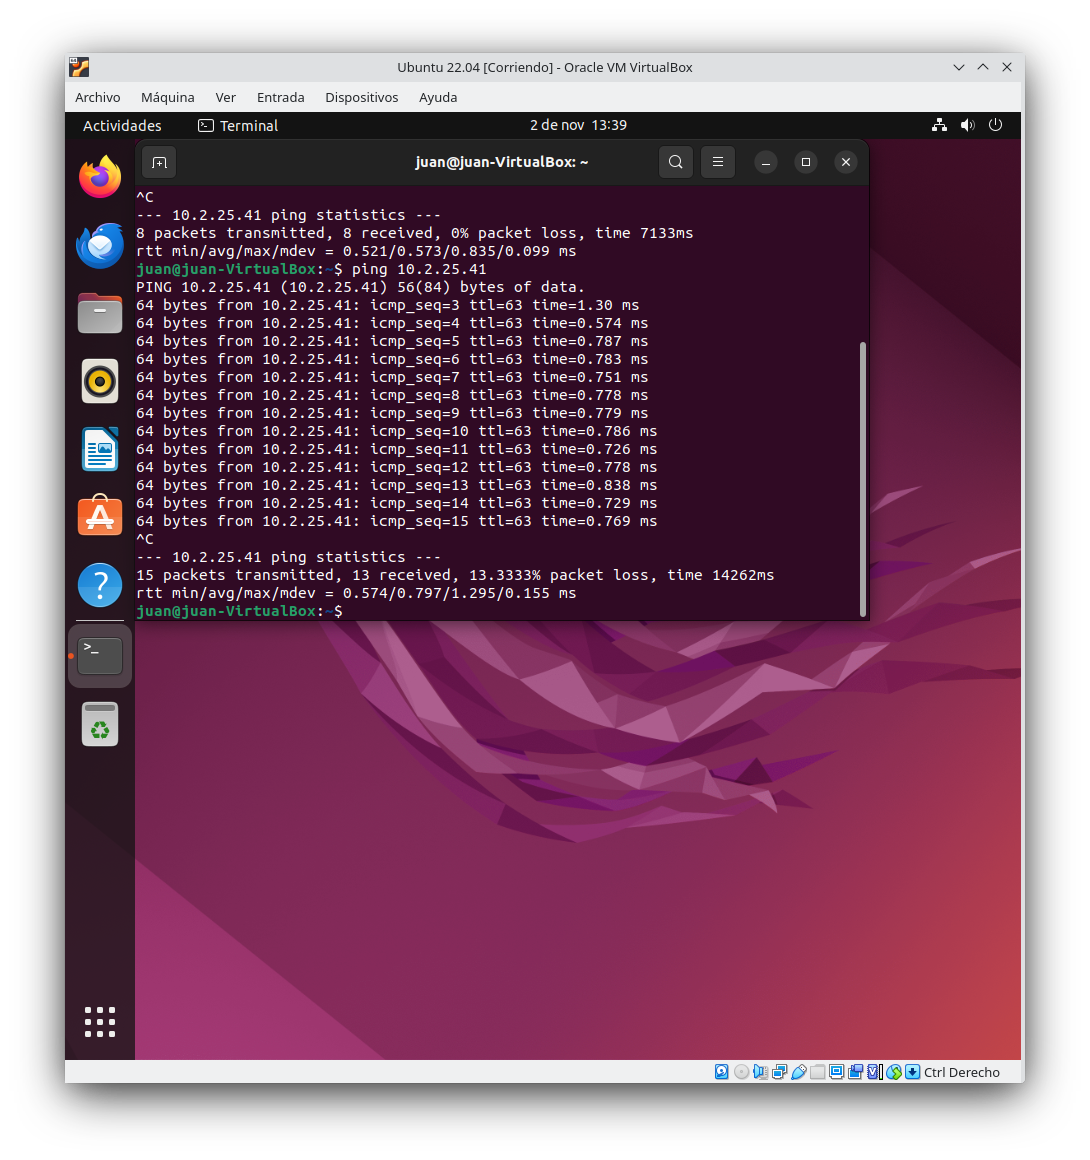 Ubuntu 22.04 [Corriendo] - Oracle VM VirtualBox
Archivo Máquina Ver Entrada Dispositivos Ayuda
Actividades Terminal 2 de nov 13:39
juan@juan-VirtualBox: ~
^C
--- 10.2.25.41 ping statistics ---
8 packets transmitted, 8 received, 0% packet loss, time 7133ms
rtt min/avg/max/mdev = 0.521/0.573/0.835/0.099 ms
juan@juan-VirtualBox:~$ ping 10.2.25.41
PING 10.2.25.41 (10.2.25.41) 56(84) bytes of data.
64 bytes from 10.2.25.41: icmp_seq=3 ttl=63 time=1.30 ms
64 bytes from 10.2.25.41: icmp_seq=4 ttl=63 time=0.574 ms
64 bytes from 10.2.25.41: icmp_seq=5 ttl=63 time=0.787 ms
64 bytes from 10.2.25.41: icmp_seq=6 ttl=63 time=0.783 ms
64 bytes from 10.2.25.41: icmp_seq=7 ttl=63 time=0.751 ms
64 bytes from 10.2.25.41: icmp_seq=8 ttl=63 time=0.778 ms
64 bytes from 10.2.25.41: icmp_seq=9 ttl=63 time=0.779 ms
64 bytes from 10.2.25.41: icmp_seq=10 ttl=63 time=0.786 ms
64 bytes from 10.2.25.41: icmp_seq=11 ttl=63 time=0.726 ms
64 bytes from 10.2.25.41: icmp_seq=12 ttl=63 time=0.778 ms
64 bytes from 10.2.25.41: icmp_seq=13 ttl=63 time=0.838 ms
64 bytes from 10.2.25.41: icmp_seq=14 ttl=63 time=0.729 ms
64 bytes from 10.2.25.41: icmp_seq=15 ttl=63 time=0.769 ms
^C
--- 10.2.25.41 ping statistics ---
15 packets transmitted, 13 received, 13.3333% packet loss, time 14262ms
rtt min/avg/max/mdev = 0.574/0.797/1.295/0.155 ms
juan@juan-VirtualBox:~$
Ctrl Derecho